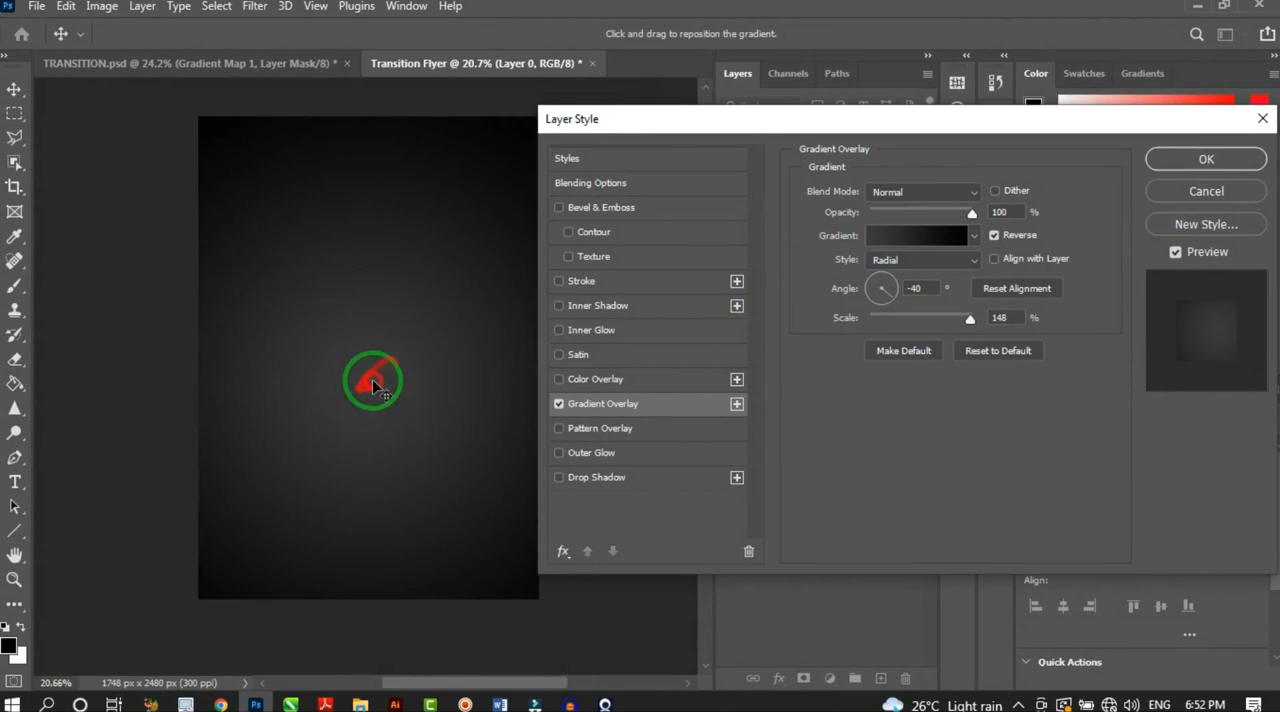 Ps File Edit Image Layer Type Select Filter 3D View Plugins Window Help
Click and drag to reposition the gradient.
TRANSITION.psd @ 24.2% (Gradient Map 1, Layer Mask/8) *
Transition Flyer @ 20.7% (Layer 0, RGB/8) *
Layers Channels Paths
Color Swatches Gradients
Layer Style
Styles
Blending Options
Bevel & Emboss
Contour
Texture
Stroke
Inner Shadow
Inner Glow
Satin
Color Overlay
Gradient Overlay
Pattern Overlay
Outer Glow
Drop Shadow
fx
Gradient Overlay
Gradient
Blend Mode: Normal Dither
Opacity: 100 %
Gradient: Reverse
Style: Radial Align with Layer
Angle: -40 ° Reset Alignment
Scale: 148 %
Make Default Reset to Default
OK
Cancel
New Style...
Preview
Align:
Quick Actions
T
fx
20.66% 1748 px x 2480 px (300 ppi)
Ps Ai C W
26°C Light rain ENG 6:52 PM